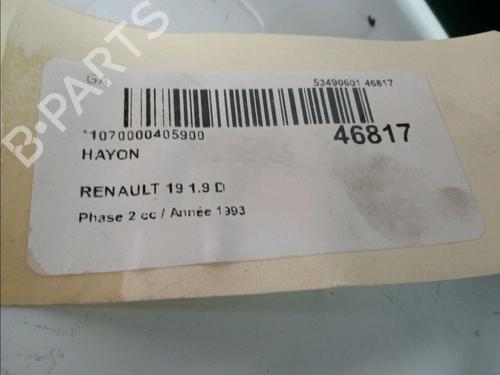 B-PARTS
GA 53490601 46817
*1070000405900 46817
HAYON
RENAULT 19 1.9 D
Phase 2 cc / Année 1993